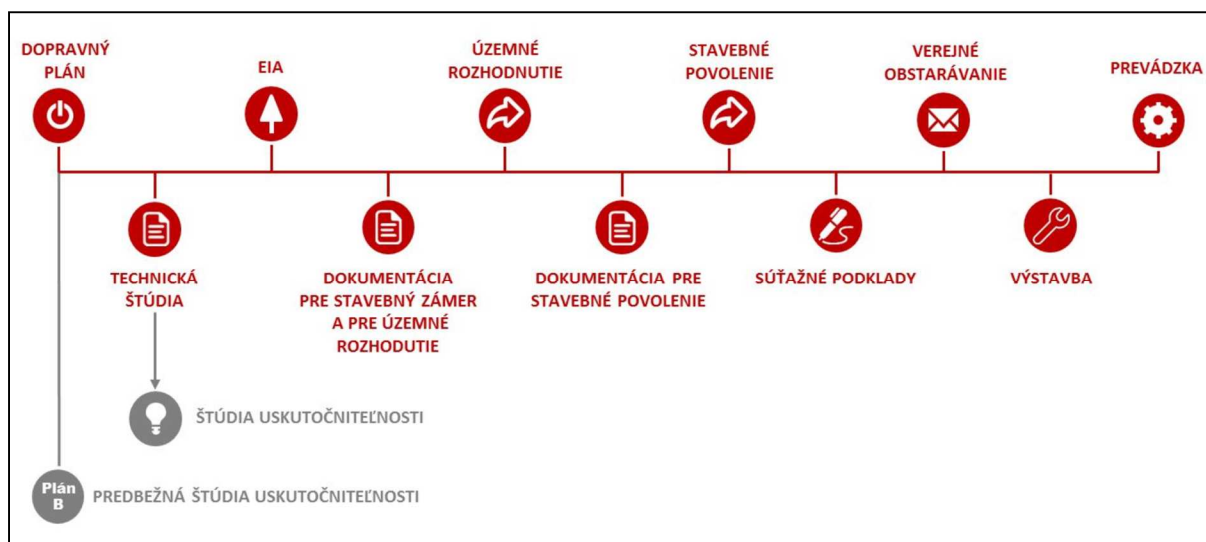 DOPRAVNÝ
PLÁN
EIA
ÚZEMNÉ
ROZHODNUTIE
STAVEBNÉ
POVOLENIE
VEREJNÉ
OBSTARÁVANIE
PREVÁDZKA
TECHNICKÁ
ŠTÚDIA
DOKUMENTÁCIA
PRE STAVEBNÝ ZÁMER
A PRE ÚZEMNÉ
ROZHODUTIE
DOKUMENTÁCIA PRE
STAVEBNÉ POVOLENIE
SÚŤAŽNÉ PODKLADY
VÝSTAVBA
ŠTÚDIA USKUTOČNITEĽNOSTI
Plán
B
PREDBEŽNÁ ŠTÚDIA USKUTOČNITEĽNOSTI